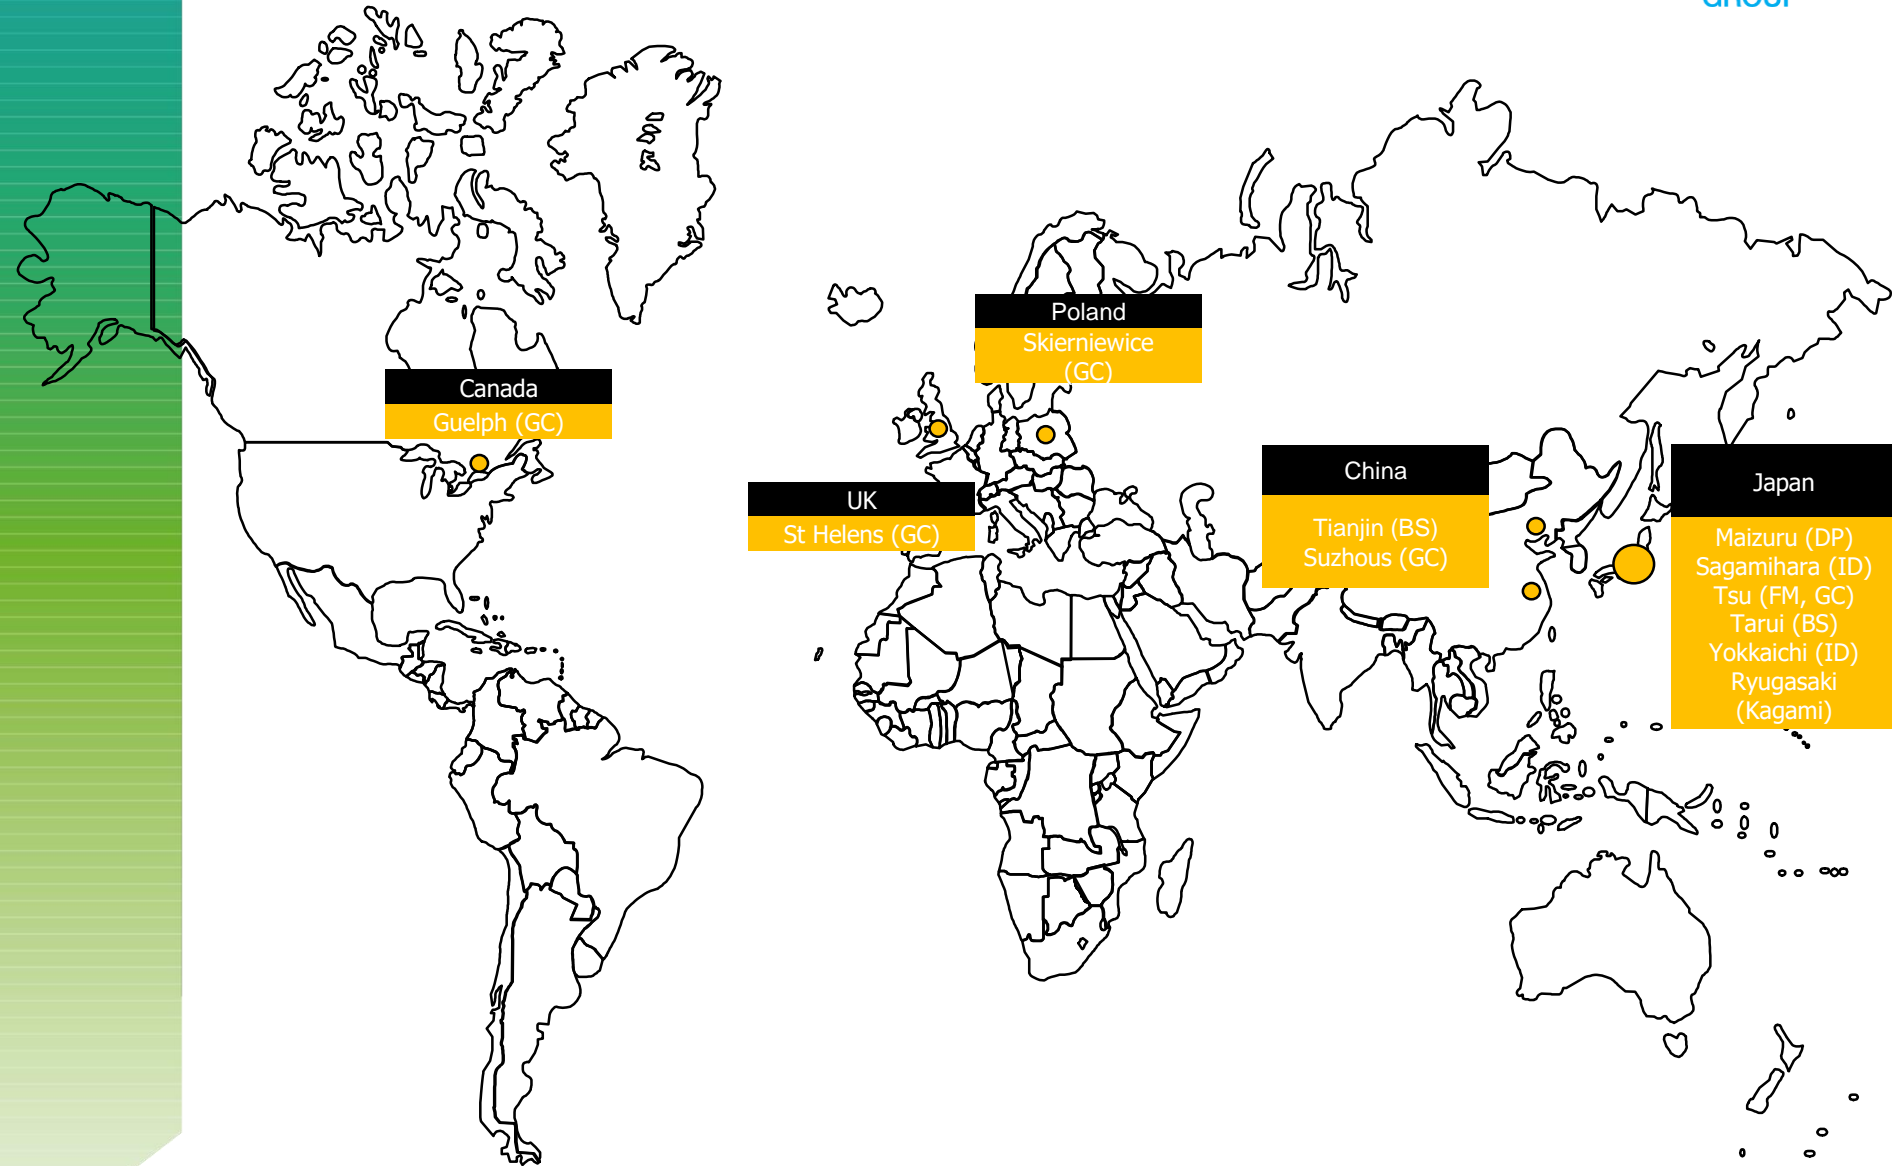 GROUP
Poland
Skierniewice
(GC)
Canada
Guelph (GC)
UK
St Helens (GC)
China
Tianjin (BS)
Suzhous (GC)
Japan
Maizuru (DP)
Sagamihara (ID)
Tsu (FM, GC)
Tarui (BS)
Yokkaichi (ID)
Ryugasaki
(Kagami)